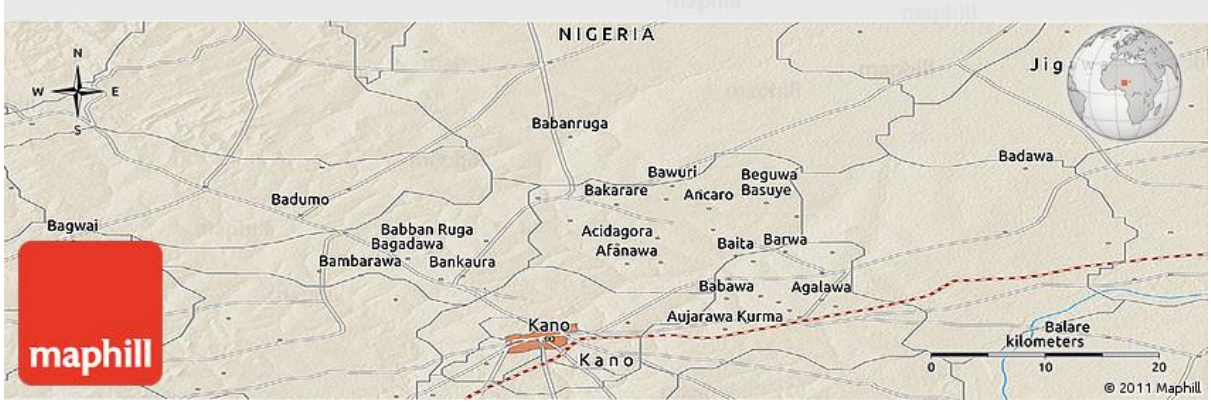 NIGERIA
N
W E
S
Jig
Babanruga
Badawa
Bawuri
Beguwa
Bakarare
Ancaro
Basuye
Badumo
Bagwai
Babban Ruga
Acidagora
Bagadawa
Afanawa
Baita
Barwa
Bambarawa
Bankaura
Babawa
Agalawa
Aujarawa Kurma
Kano
Balare
kilometers
maphill
Kano
0 10 20
© 2011 Maphill